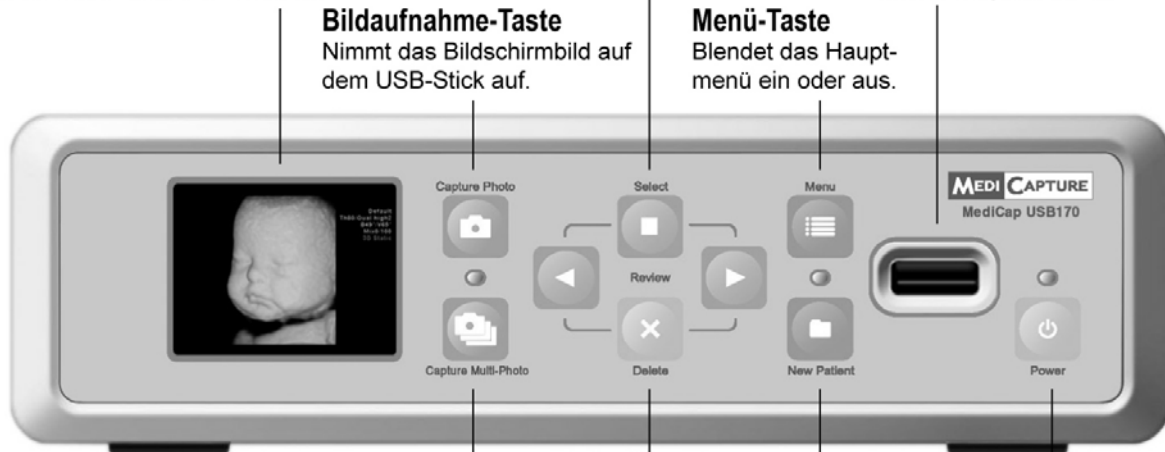 Bildaufnahme-Taste
Nimmt das Bildschirmbild auf
dem USB-Stick auf.
Menü-Taste
Blendet das Haupt-
menü ein oder aus.
Capture Photo
Select
Menu
MEDI CAPTURE
MediCap USB170
Default
Review
Capture Multi-Photo
Delete
New Patient
Power